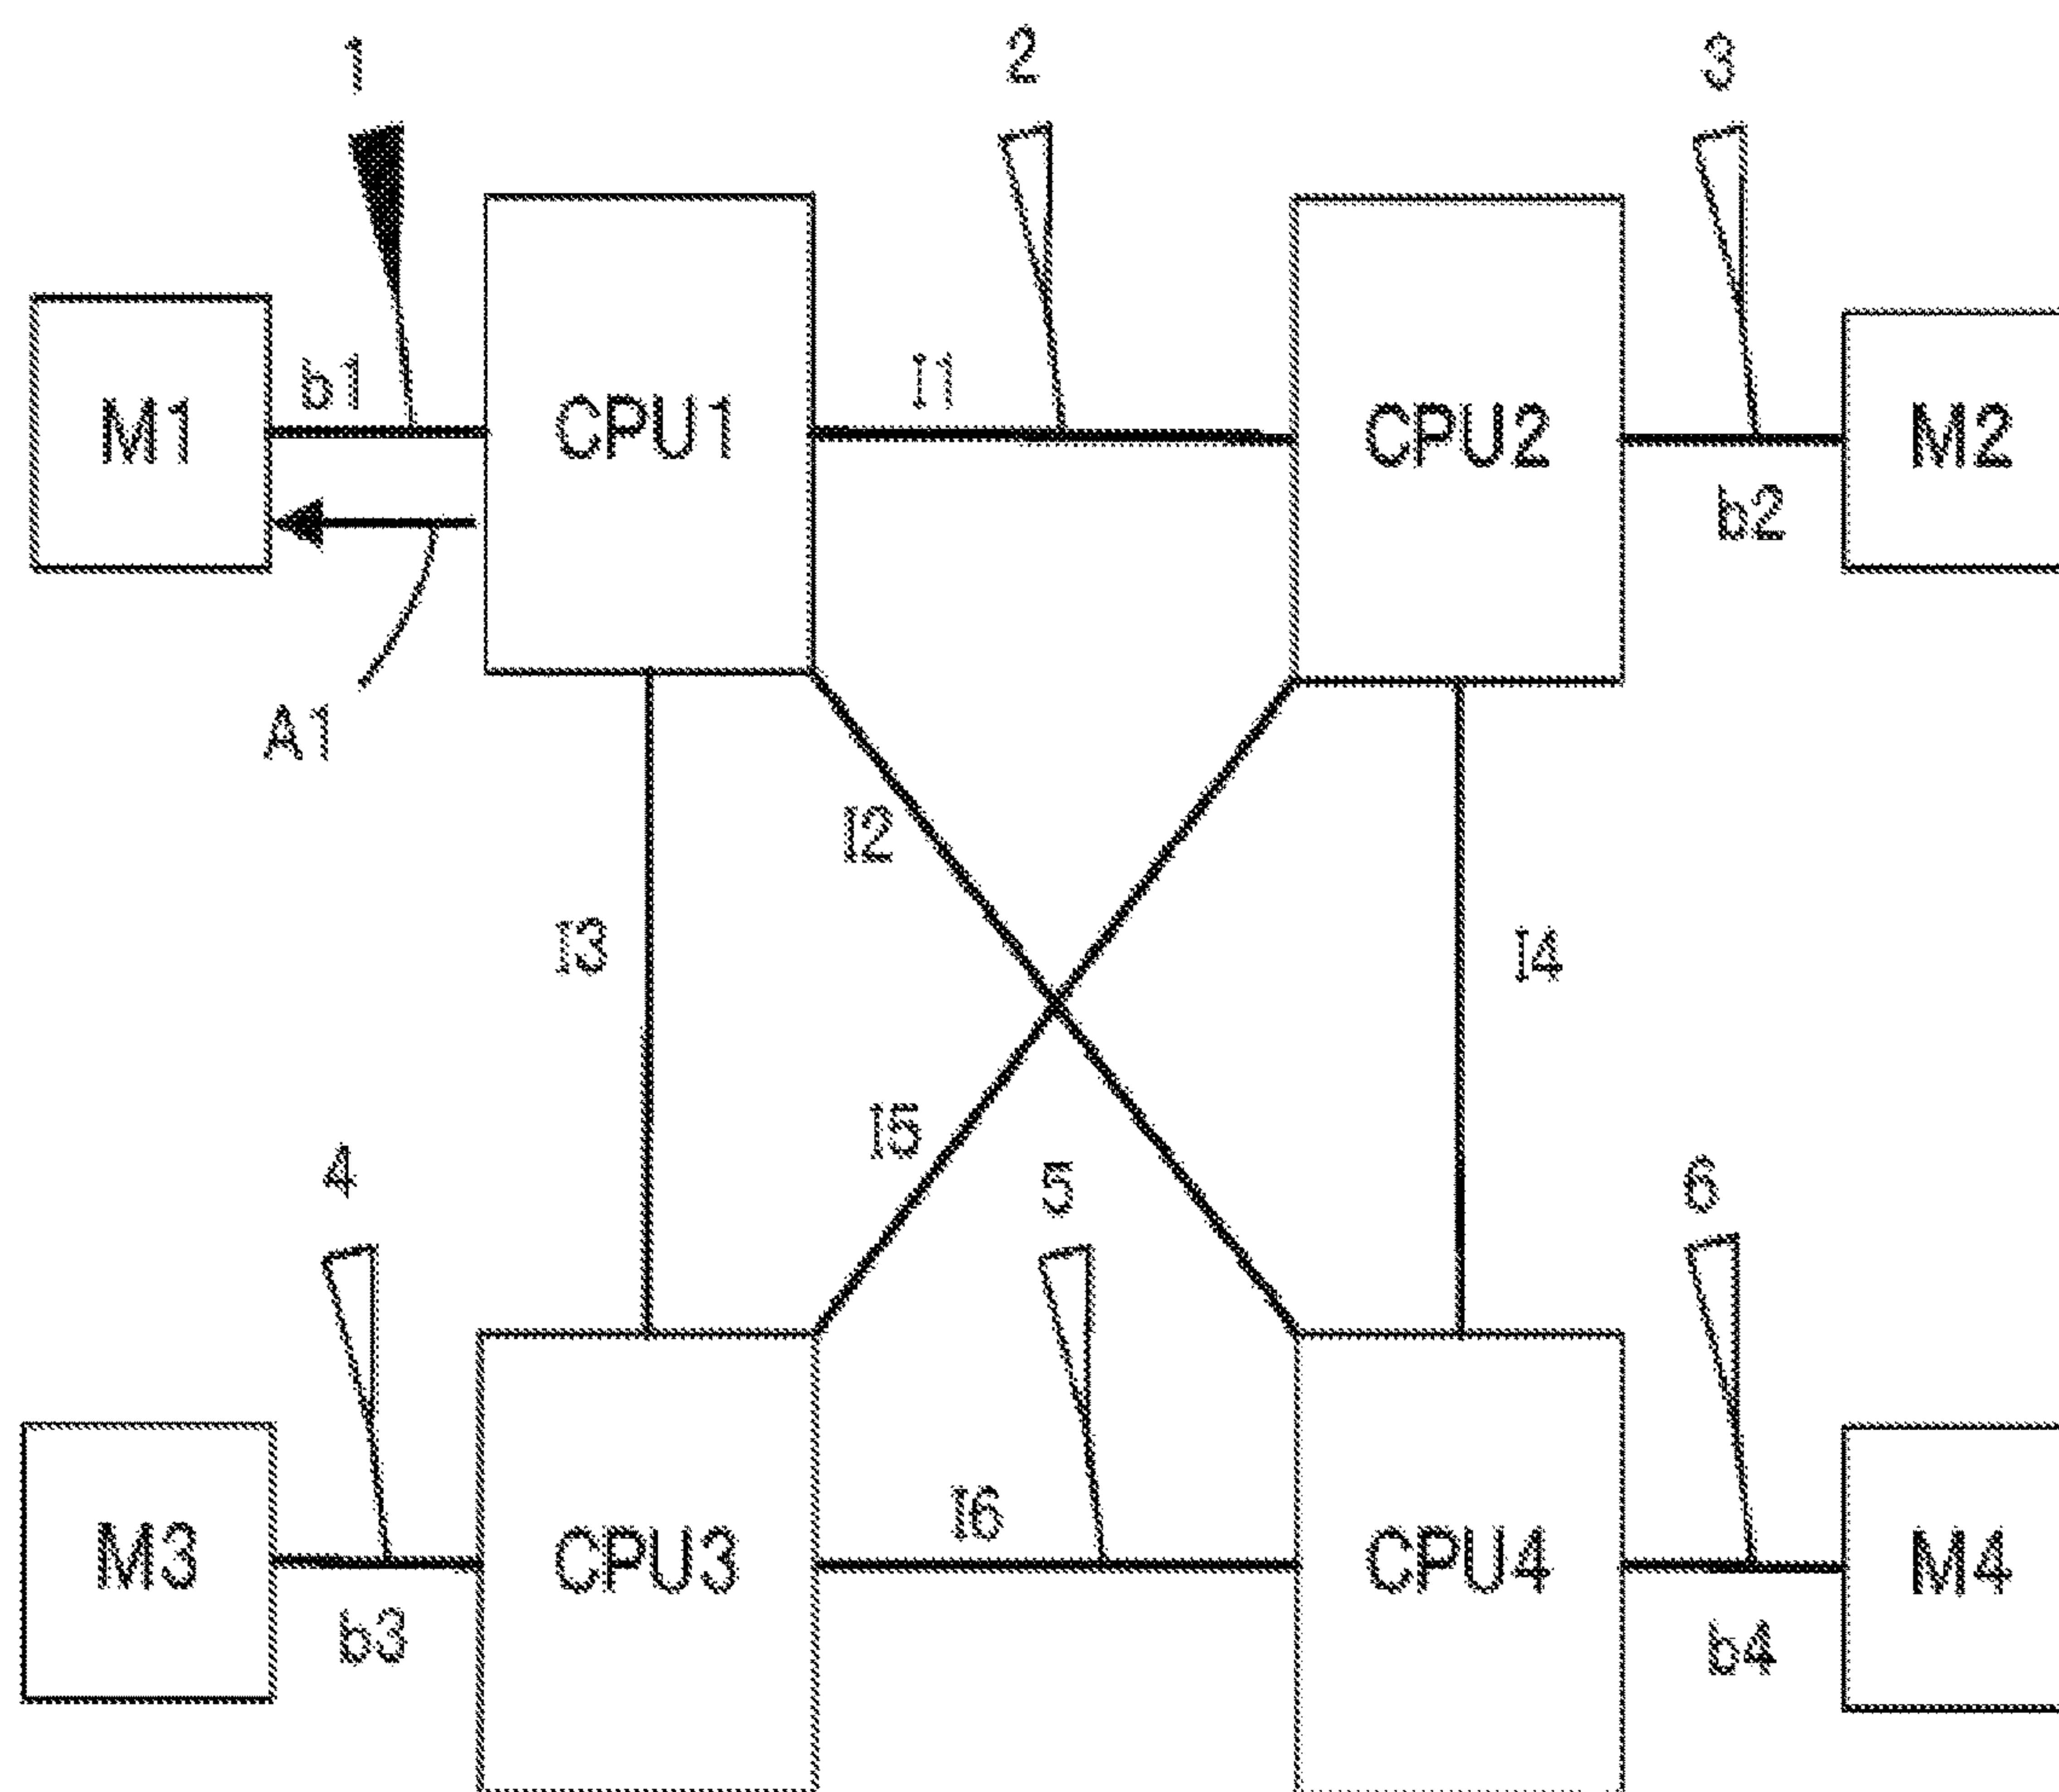 1 2 3
M1 b1 CPU1 I1 CPU2 M2
b2
A1
I2
I3 I4
I5
4 5 6
M3 CPU3 I6 CPU4 M4
b3 b4